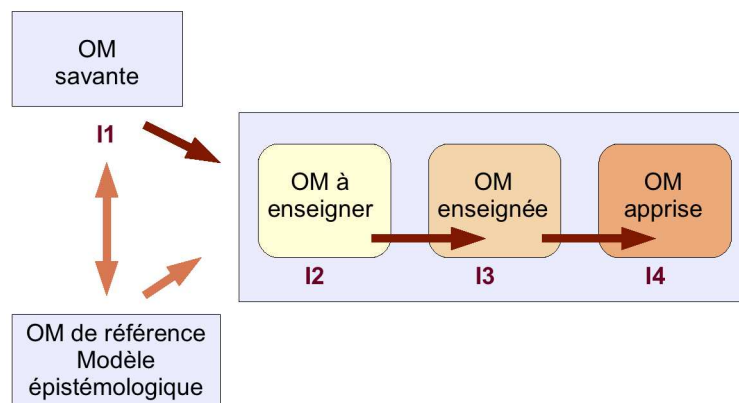 OM
savante
I1
OM à
enseigner
OM
enseignée
OM
apprise
I2
I3
I4
OM de référence
Modèle
épistémologique